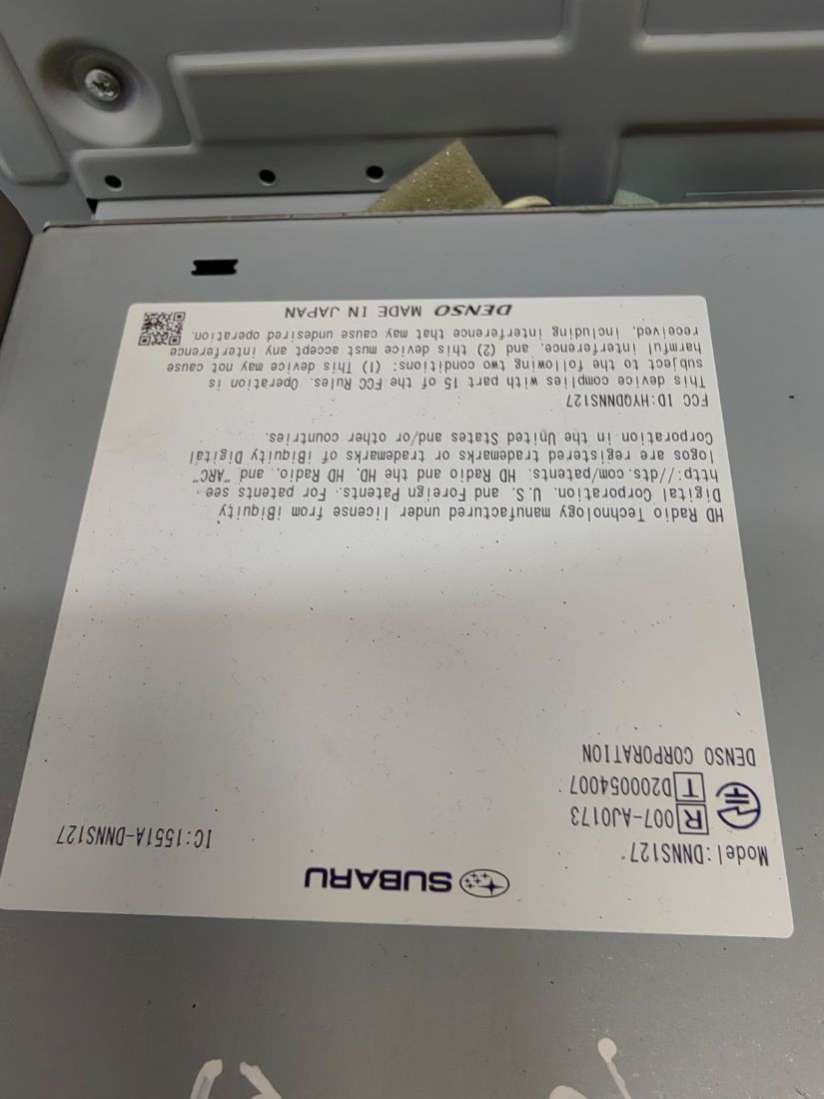 SUBARU
Model:DNNS127
IC:1551A-DNNS127
R 007-AJ0173
T D200054007
DENSO CORPORATION
HD Radio Technology manufactured under license from iBiquity
Digital Corporation. U.S. and Foreign Patents. For patents see
http://dts.com/patents. HD Radio and the HD, HD Radio, and "ARC"
logos are registered trademarks or trademarks of iBiquity Digital
Corporation in the United States and/or other countries.
FCC ID:HYQDNNS127
This device complies with part 15 of the FCC Rules. Operation is
subject to the following two conditions: (1) This device may not cause
harmful interference, and (2) this device must accept any interference
received, including interference that may cause undesired operation.
DENSO MADE IN JAPAN